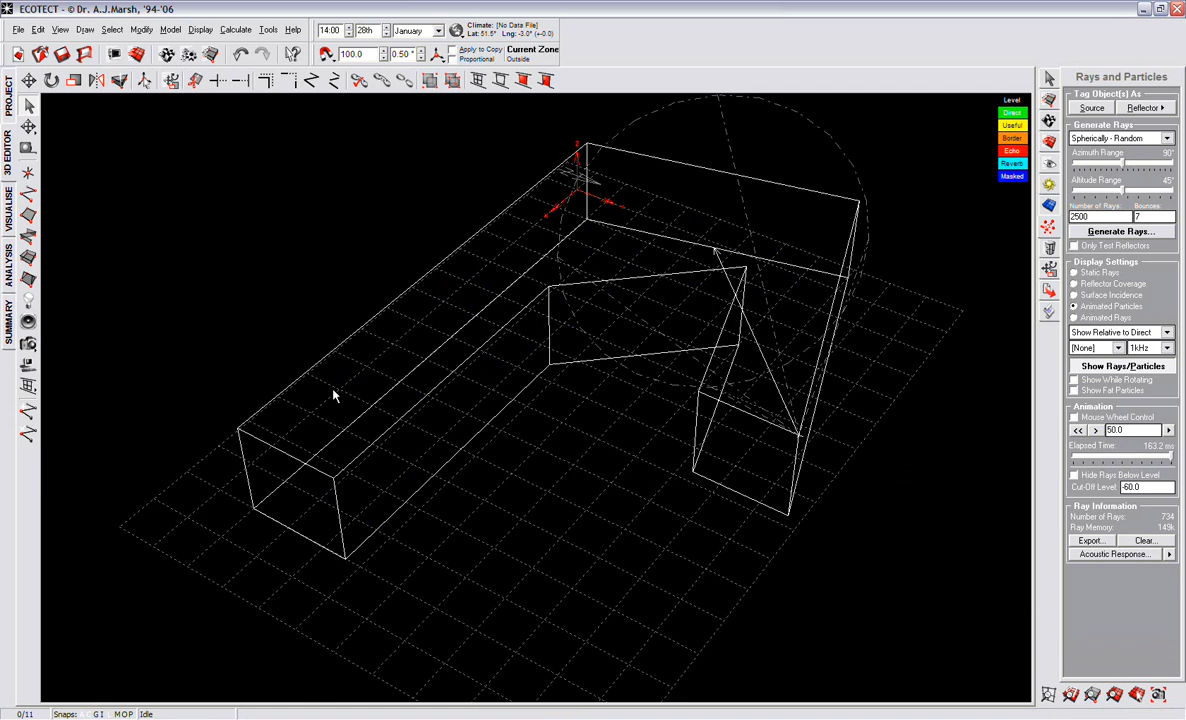 ECOTECT - © Dr. A.J.Marsh, '94-'06
File Edit View Draw Select Modify Model Display Calculate Tools Help
14:00 28th January
Climate: [No Data File]
Lat: 51.5° Lng: -3.0° (+-0.0)
100.0 0.50 °
Apply to Copy
Proportional
Current Zone
Outside
PROJECT
3D EDITOR
VISUALISE
ANALYSIS
SUMMARY
Z
Level
Direct
Useful
Border
Echo
Reverb
Masked
Rays and Particles
Tag Object(s) As
Source Reflector
Generate Rays
Spherically - Random
Azimuth Range 90°
Altitude Range 45°
Number of Rays: Bounces:
2500 7
Generate Rays...
Only Test Reflectors
Display Settings
Static Rays
Reflector Coverage
Surface Incidence
Animated Particles
Animated Rays
Show Relative to Direct
[None] 1kHz
Show Rays/Particles
Show While Rotating
Show Fat Particles
Animation
Mouse Wheel Control
<< > 50.0
Elapsed Time: 163.2 ms
Hide Rays Below Level
Cut-Off Level: -60.0
Ray Information
Number of Rays: 734
Ray Memory: 149k
Export... Clear...
Acoustic Response...
0/11 Snaps: G I M O P Idle